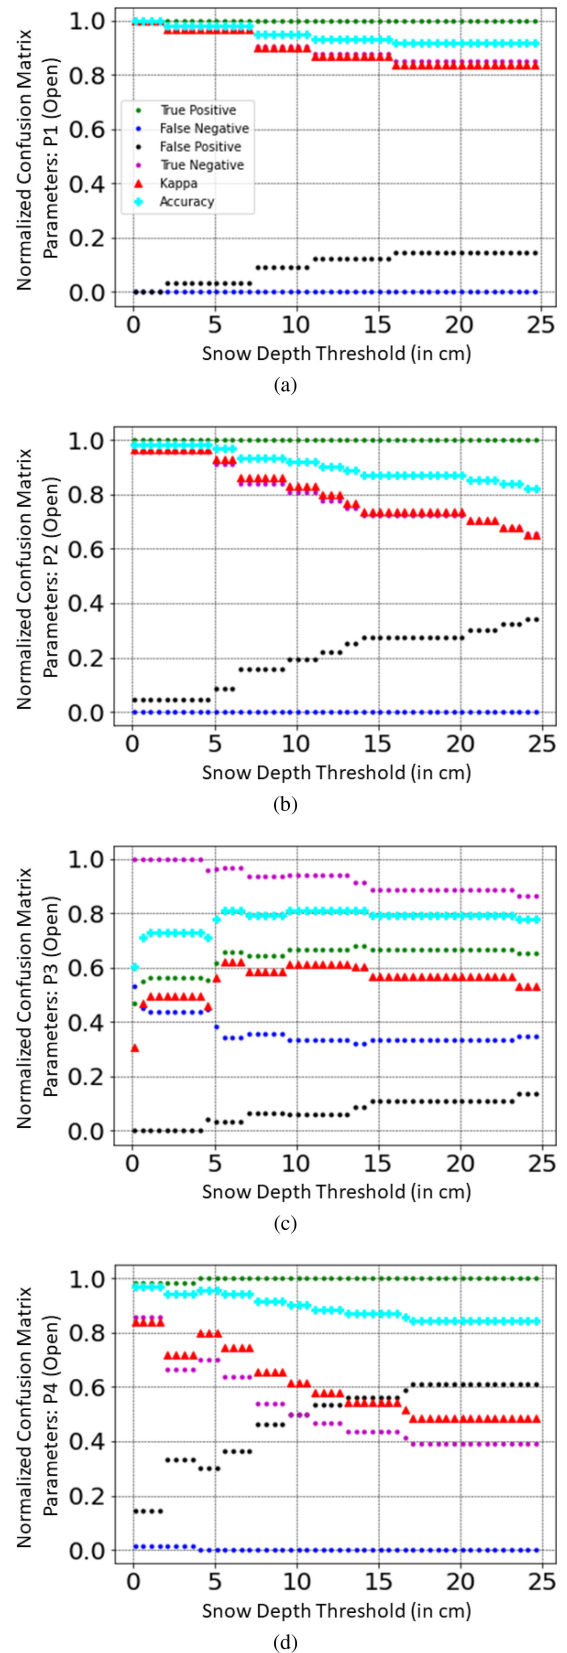 Normalized Confusion Matrix
Parameters: P1 (Open)
1.0
0.8
0.6
0.4
0.2
0.0
True Positive
False Negative
False Positive
True Negative
Kappa
Accuracy
0 5 10 15 20 25
Snow Depth Threshold (in cm)
(a)
Normalized Confusion Matrix
Parameters: P2 (Open)
1.0
0.8
0.6
0.4
0.2
0.0
0 5 10 15 20 25
Snow Depth Threshold (in cm)
(b)
Normalized Confusion Matrix
Parameters: P3 (Open)
1.0
0.8
0.6
0.4
0.2
0.0
0 5 10 15 20 25
Snow Depth Threshold (in cm)
(c)
Normalized Confusion Matrix
Parameters: P4 (Open)
1.0
0.8
0.6
0.4
0.2
0.0
0 5 10 15 20 25
Snow Depth Threshold (in cm)
(d)